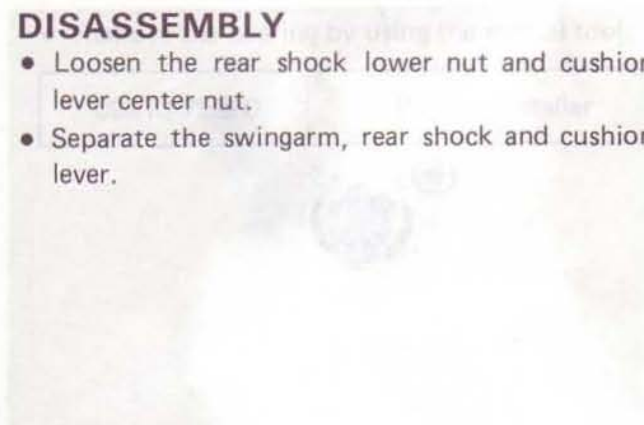 DISASSEMBLY
● Loosen the rear shock lower nut and cushion
lever center nut.
● Separate the swingarm, rear shock and cushion
lever.